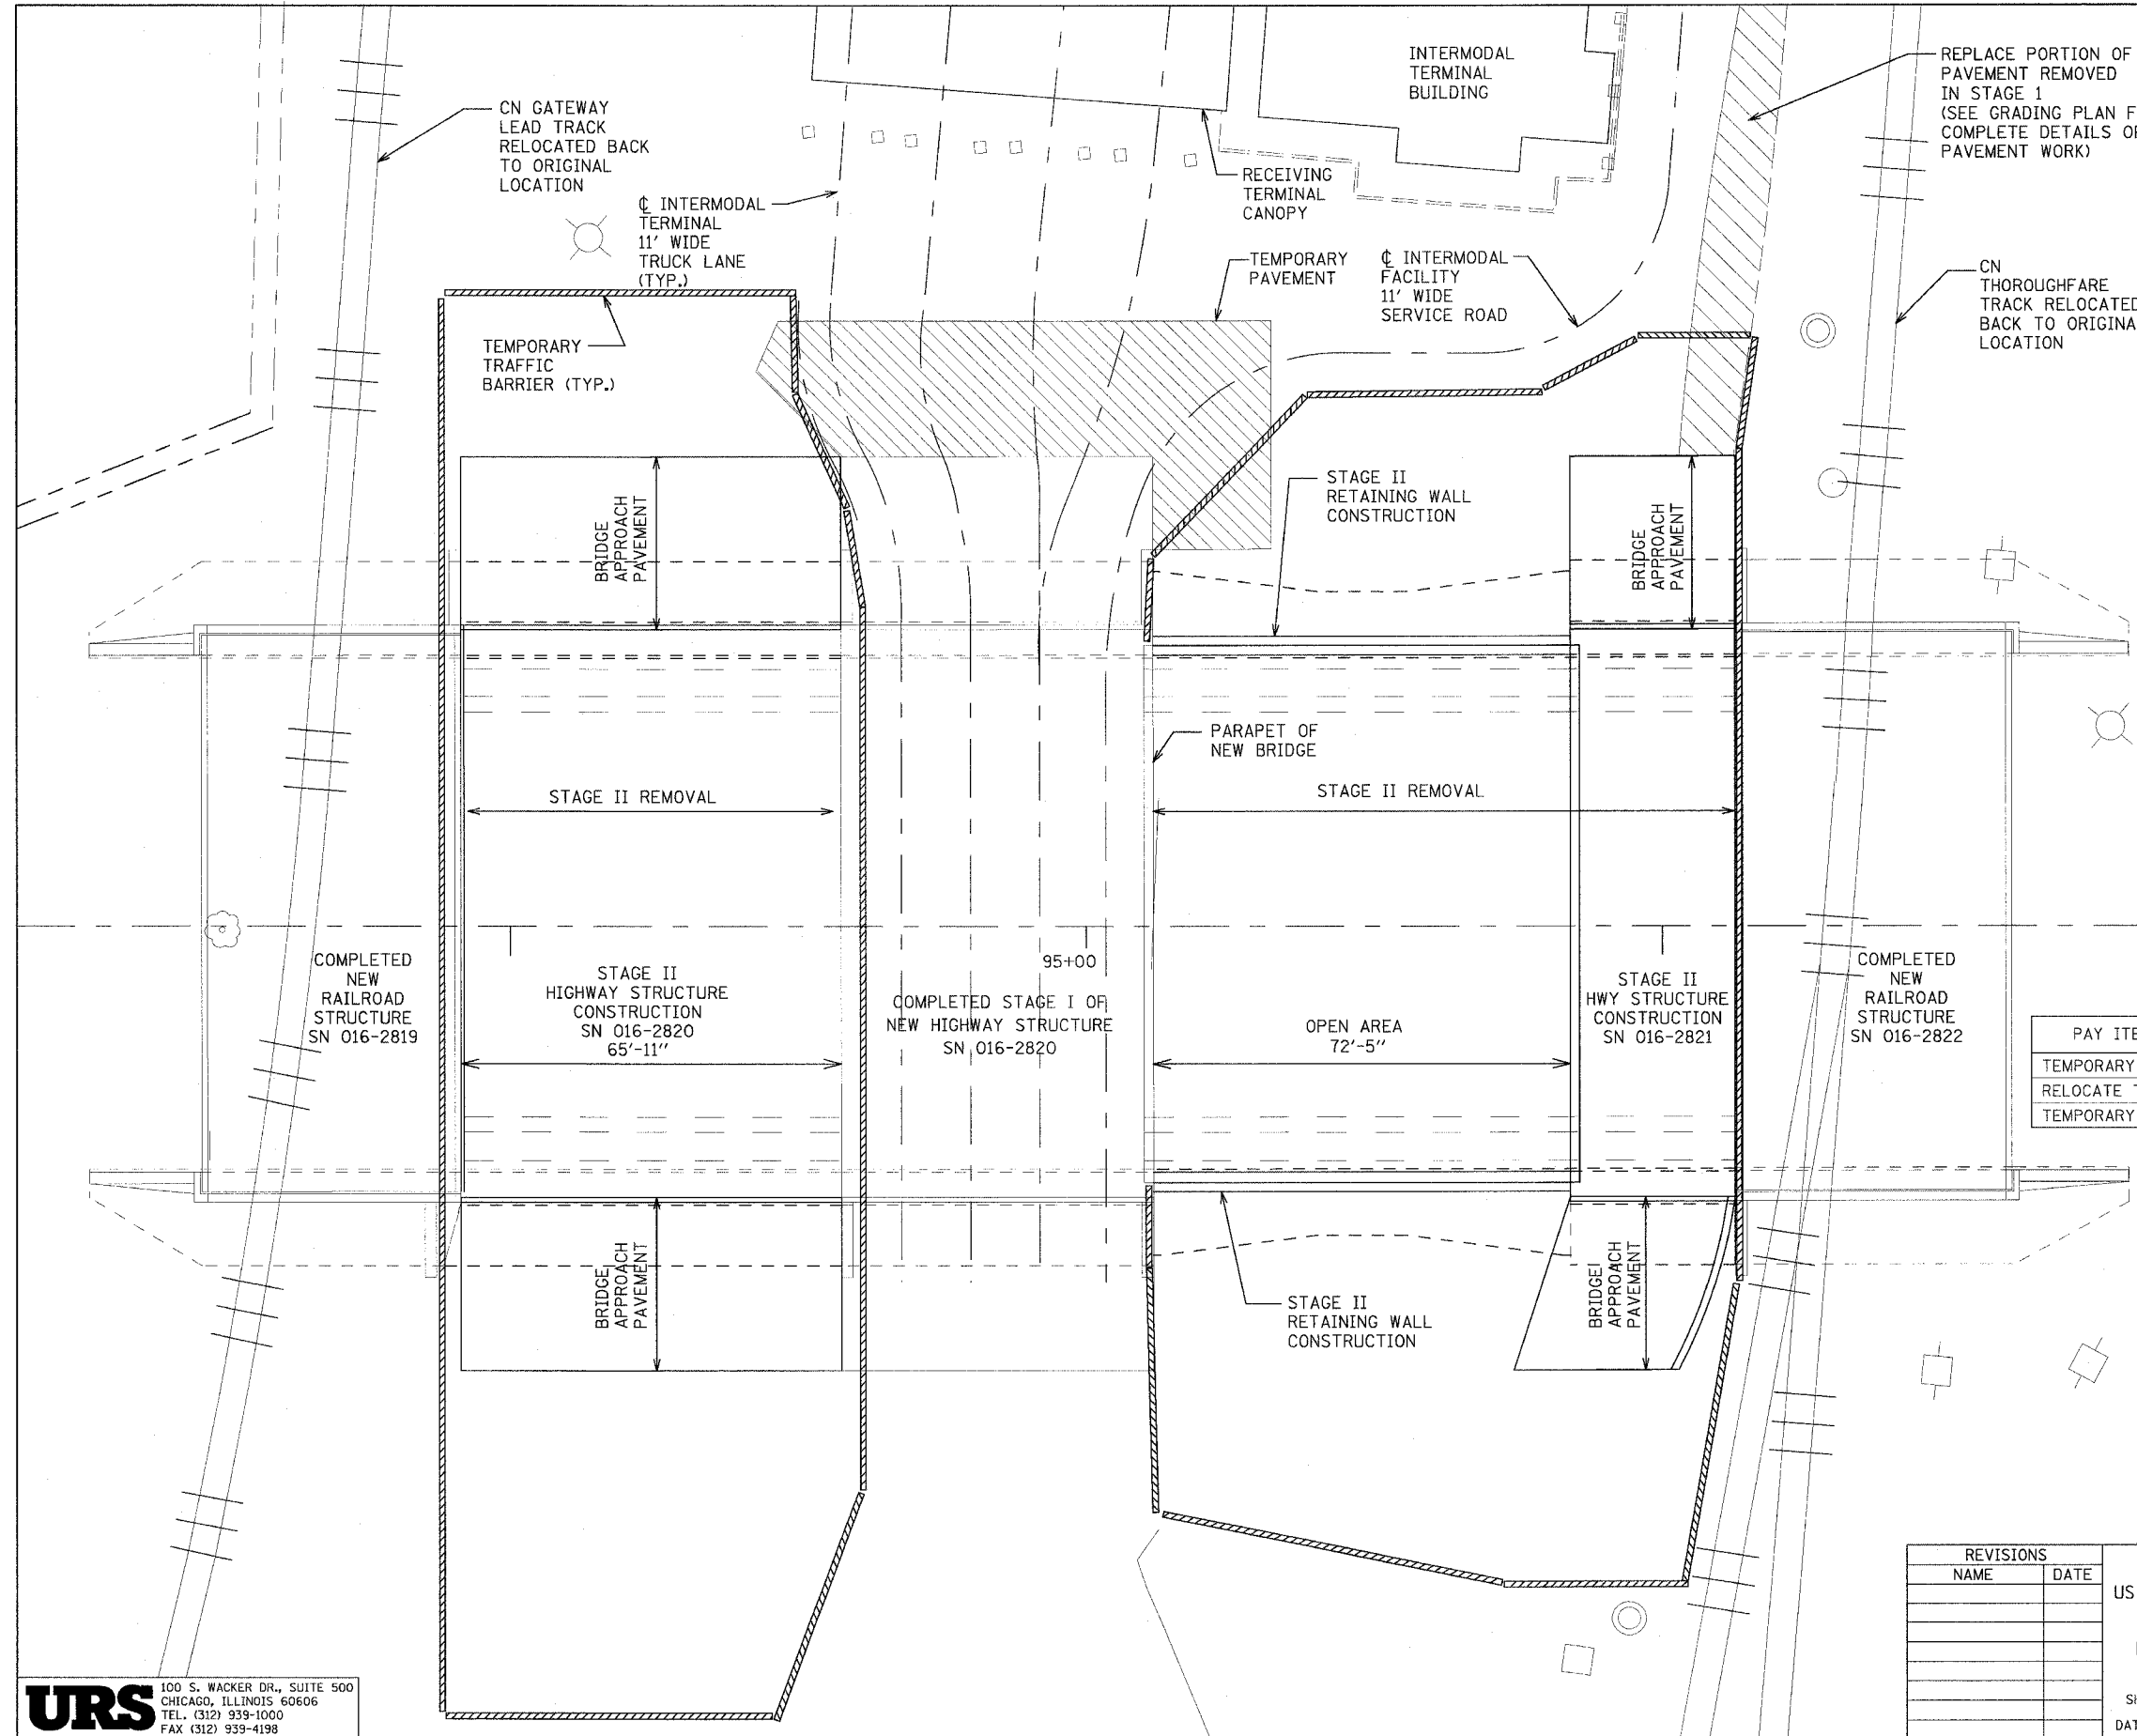 CN GATEWAY
LEAD TRACK
RELOCATED BACK
TO ORIGINAL
LOCATION
℄ INTERMODAL
TERMINAL
11' WIDE
TRUCK LANE
(TYP.)
TEMPORARY
TRAFFIC
BARRIER (TYP.)
INTERMODAL
TERMINAL
BUILDING
RECEIVING
TERMINAL
CANOPY
TEMPORARY
PAVEMENT
℄ INTERMODAL
FACILITY
11' WIDE
SERVICE ROAD
REPLACE PORTION OF
PAVEMENT REMOVED
IN STAGE 1
(SEE GRADING PLAN F
COMPLETE DETAILS OF
PAVEMENT WORK)
CN
THOROUGHFARE
TRACK RELOCATED
BACK TO ORIGINA
LOCATION
STAGE II
RETAINING WALL
CONSTRUCTION
BRIDGE
APPROACH
PAVEMENT
BRIDGE
APPROACH
PAVEMENT
PARAPET OF
NEW BRIDGE
STAGE II REMOVAL
STAGE II REMOVAL
95+00
COMPLETED
NEW
RAILROAD
STRUCTURE
SN 016-2819
STAGE II
HIGHWAY STRUCTURE
CONSTRUCTION
SN 016-2820
65'-11"
COMPLETED STAGE I OF
NEW HIGHWAY STRUCTURE
SN 016-2820
OPEN AREA
72'-5"
STAGE II
HWY STRUCTURE
CONSTRUCTION
SN 016-2821
COMPLETED
NEW
RAILROAD
STRUCTURE
SN 016-2822
PAY ITE
TEMPORARY
RELOCATE T
TEMPORARY
BRIDGE
APPROACH
PAVEMENT
BRIDGE
APPROACH
PAVEMENT
STAGE II
RETAINING WALL
CONSTRUCTION
REVISIONS
NAME DATE
US
DAT
URS
100 S. WACKER DR., SUITE 500
CHICAGO, ILLINOIS 60606
TEL. (312) 939-1000
FAX (312) 939-4198